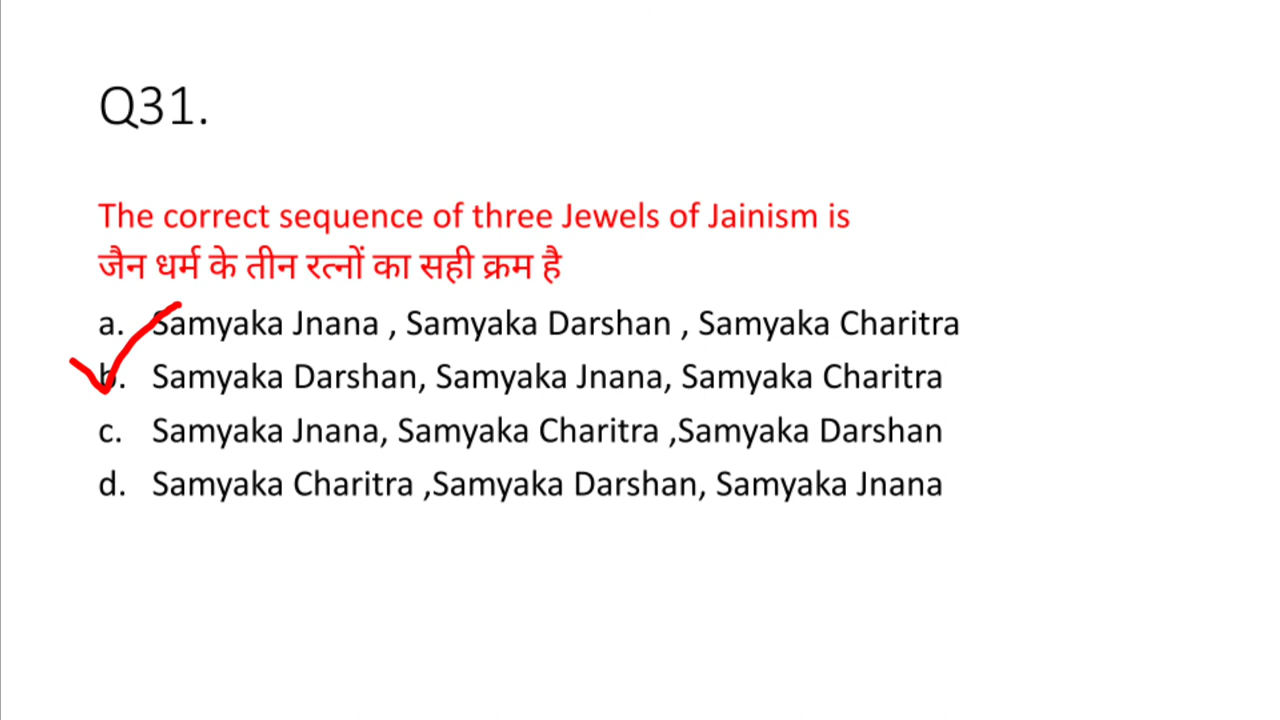 Q31.
The correct sequence of three Jewels of Jainism is
जैन धर्म के तीन रत्नों का सही क्रम है
a. Samyaka Jnana , Samyaka Darshan , Samyaka Charitra
b. Samyaka Darshan, Samyaka Jnana, Samyaka Charitra
c. Samyaka Jnana, Samyaka Charitra ,Samyaka Darshan
d. Samyaka Charitra ,Samyaka Darshan, Samyaka Jnana